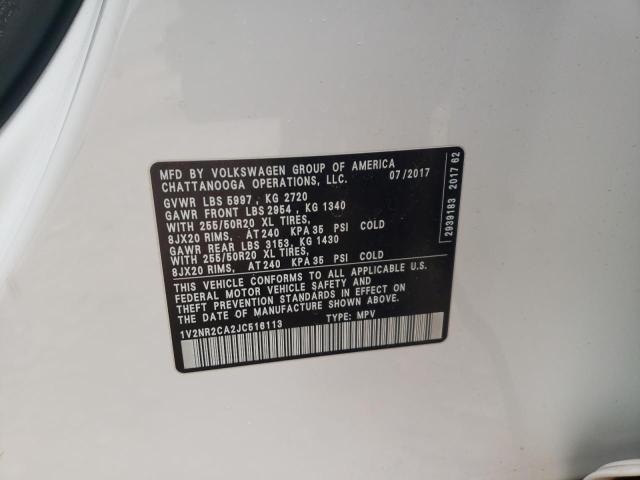 MFD BY VOLKSWAGEN GROUP OF AMERICA
CHATTANOOGA OPERATIONS, LLC. 07/2017
GVWR LBS 5997 , KG 2720
GAWR FRONT LBS 2954 , KG 1340
WITH 255/50R20 XL TIRES,
8JX20 RIMS, AT 240 KPA 35 PSI COLD
GAWR REAR LBS 3153, KG 1430
WITH 255/50R20 XL TIRES,
8JX20 RIMS, AT 240 KPA 35 PSI COLD
THIS VEHICLE CONFORMS TO ALL APPLICABLE U.S.
FEDERAL MOTOR VEHICLE SAFETY AND
THEFT PREVENTION STANDARDS IN EFFECT ON
THE DATE OF MANUFACTURE SHOWN ABOVE.
1V2NR2CA2JC516113 TYPE: MPV
2939183 2017 62